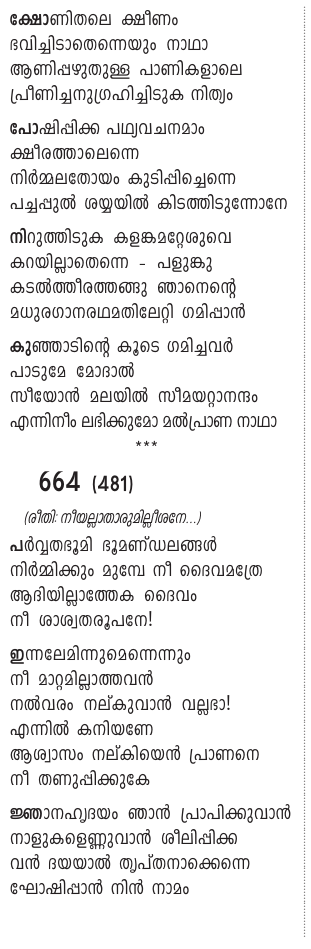 ക്ഷോണിതലെ ക്ഷീണം
ഭവിച്ചിടാതെന്നെയും നാഥാ
ആണിപ്പഴുതുള്ള പാണികളാലെ
പ്രീണിച്ചനുഗ്രഹിച്ചിടുക നിത്യം
പോഷിപ്പിക്ക പഥ്യവചനമാം
ക്ഷീരത്താലെന്നെ
നിർമ്മലതോയം കുടിപ്പിച്ചെന്നെ
പച്ചപ്പുൽ ശയ്യയിൽ കിടത്തിടുന്നോനേ
നിറുത്തിടുക കളങ്കമറ്റേശുവെ
കറയില്ലാതെന്നെ - പളുങ്കു
കടൽത്തീരത്തങ്ങു ഞാനെന്റെ
മധുരഗാനരഥമതിലേറ്റി ഗമിപ്പാൻ
കുഞ്ഞാടിന്റെ കൂടെ ഗമിച്ചവർ
പാടുമേ മോദാൽ
സീയോൻ മലയിൽ സീമയറ്റാനന്ദം
എന്നിനീം ലഭിക്കുമോ മൽപ്രാണ നാഥാ
***
664 (481)
(രീതി: നീയല്ലാതാരുമില്ലീശനേ...)
പർവ്വതഭൂമി ഭൂമണ്ഡലങ്ങൾ
നിർമ്മിക്കും മുമ്പേ നീ ദൈവമത്രേ
ആദിയില്ലാത്തേക ദൈവം
നീ ശാശ്വതരൂപനേ!
ഇന്നലേമിന്നുമെന്നെന്നും
നീ മാറ്റമില്ലാത്തവൻ
നൽവരം നല്കുവാൻ വല്ലഭാ!
എന്നിൽ കനിയണേ
ആശ്വാസം നല്കിയെൻ പ്രാണനെ
നീ തണുപ്പിക്കുകേ
ജ്ഞാനഹൃദയം ഞാൻ പ്രാപിക്കുവാൻ
നാളുകളെണ്ണുവാൻ ശീലിപ്പിക്ക
വൻ ദയയാൽ തൃപ്തനാക്കെന്നെ
ഘോഷിപ്പാൻ നിൻ നാമം